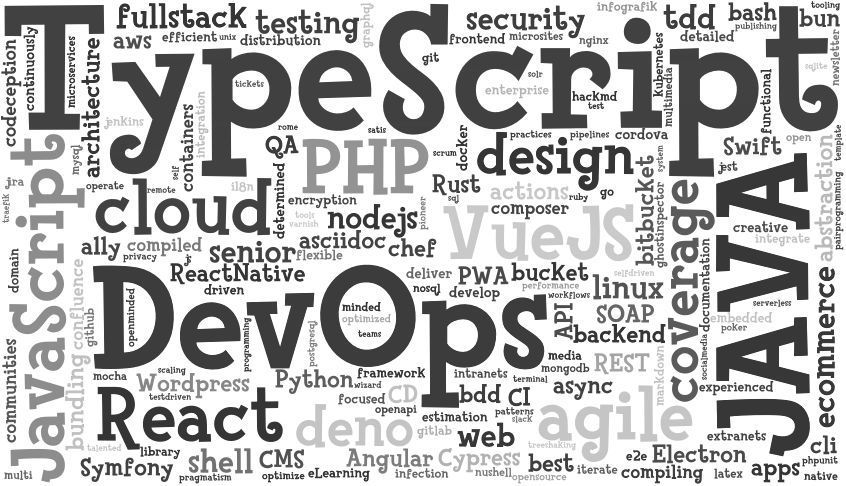 fullstack
testing
graphql
security
infografik
tdd
bash
tooling
publishing
bun
aws
efficient
unix
distribution
frontend
microsites
nginx
detailed
newsletter
codeception
continuously
microservices
architecture
TypeScript
tickets
git
solr
enterprise
hackmd
test
kubernetes
multimedia
functional
sqlite
jenkins
integration
containers
rome
satis
QA
PHP
scrum
docker
practices
pipelines
cordova
design
Swift
open
jest
template
JavaScript
mysql
jira
traefik
operate
self
remote
i18n
determined
encryption
pioneer
Rust
sql
actions
ruby
go
system
bitbucket
ghostinspector
abstraction
pairprogramming
cloud
tools
varnish
nodejs
composer
VueJS
coverage
JAVA
creative
integrate
ally
compiled
privacy
js
senior
flexible
asciidoc
chef
domain
confluence
ReactNative
driven
deliver
nosql
PWA
bucket
develop
performance
workflows
selfdriven
linux
documentation
serverless
DevOps
openminded
minded
optimized
teams
programming
postgresql
API
SOAP
backend
embedded
poker
socialmedia
ecommerce
github
communities
bundling
mocha
scaling
Wordpress
testdriven
Python
wizard
framework
focused
CD
openapi
intranets
terminal
media
mongodb
REST
async
markdown
experienced
React
deno
estimation
gitlab
bdd
CI
patterns
slack
agile
web
treeshaking
extranets
talented
library
multi
Symfony
pragmatism
shell
CMS
optimize
eLearning
Angular
infection
Cypress
nushell
opensource
best
iterate
e2e
Electron
compiling
latex
apps
cli
phpunit
native